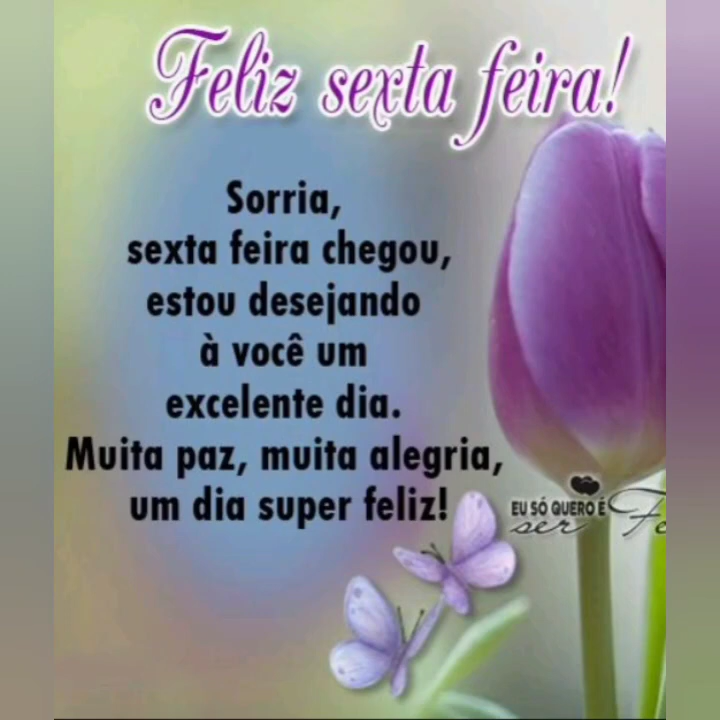 Feliz sexta feira!
Sorria,
sexta feira chegou,
estou desejando
à você um
excelente dia.
Muita paz, muita alegria,
um dia super feliz!
EU SÓ QUERO É
ser Fe